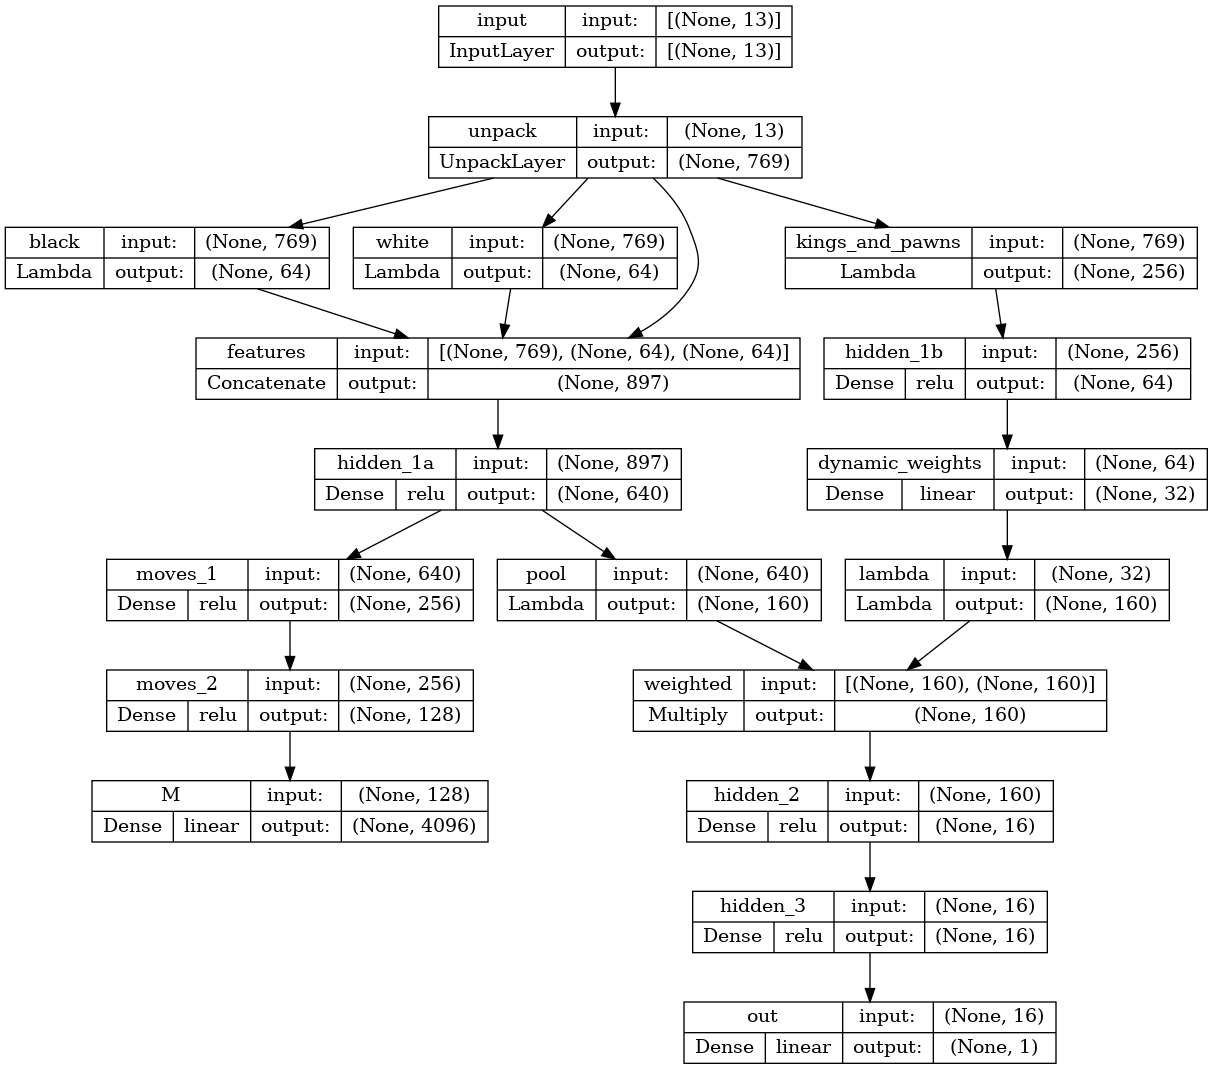 input input: [(None, 13)]
InputLayer output: [(None, 13)]
unpack input: (None, 13)
UnpackLayer output: (None, 769)
black input: (None, 769)
Lambda output: (None, 64)
white input: (None, 769)
Lambda output: (None, 64)
kings_and_pawns input: (None, 769)
Lambda output: (None, 256)
features input: [(None, 769), (None, 64), (None, 64)]
Concatenate output: (None, 897)
hidden_1b input: (None, 256)
Dense relu output: (None, 64)
hidden_1a input: (None, 897)
Dense relu output: (None, 640)
dynamic_weights input: (None, 64)
Dense linear output: (None, 32)
moves_1 input: (None, 640)
Dense relu output: (None, 256)
pool input: (None, 640)
Lambda output: (None, 160)
lambda input: (None, 32)
Lambda output: (None, 160)
moves_2 input: (None, 256)
Dense relu output: (None, 128)
weighted input: [(None, 160), (None, 160)]
Multiply output: (None, 160)
M input: (None, 128)
Dense linear output: (None, 4096)
hidden_2 input: (None, 160)
Dense relu output: (None, 16)
hidden_3 input: (None, 16)
Dense relu output: (None, 16)
out input: (None, 16)
Dense linear output: (None, 1)